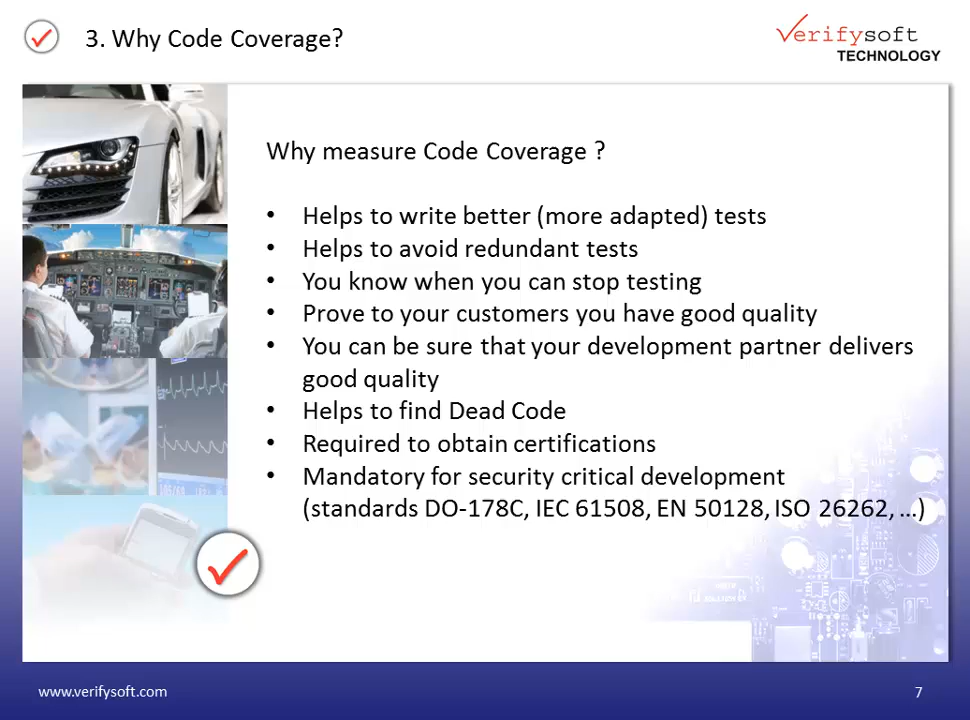 3. Why Code Coverage?
Verifysoft
TECHNOLOGY
Why measure Code Coverage ?
• Helps to write better (more adapted) tests
• Helps to avoid redundant tests
• You know when you can stop testing
• Prove to your customers you have good quality
• You can be sure that your development partner delivers
good quality
• Helps to find Dead Code
• Required to obtain certifications
• Mandatory for security critical development
(standards DO-178C, IEC 61508, EN 50128, ISO 26262, ...)
www.verifysoft.com
7